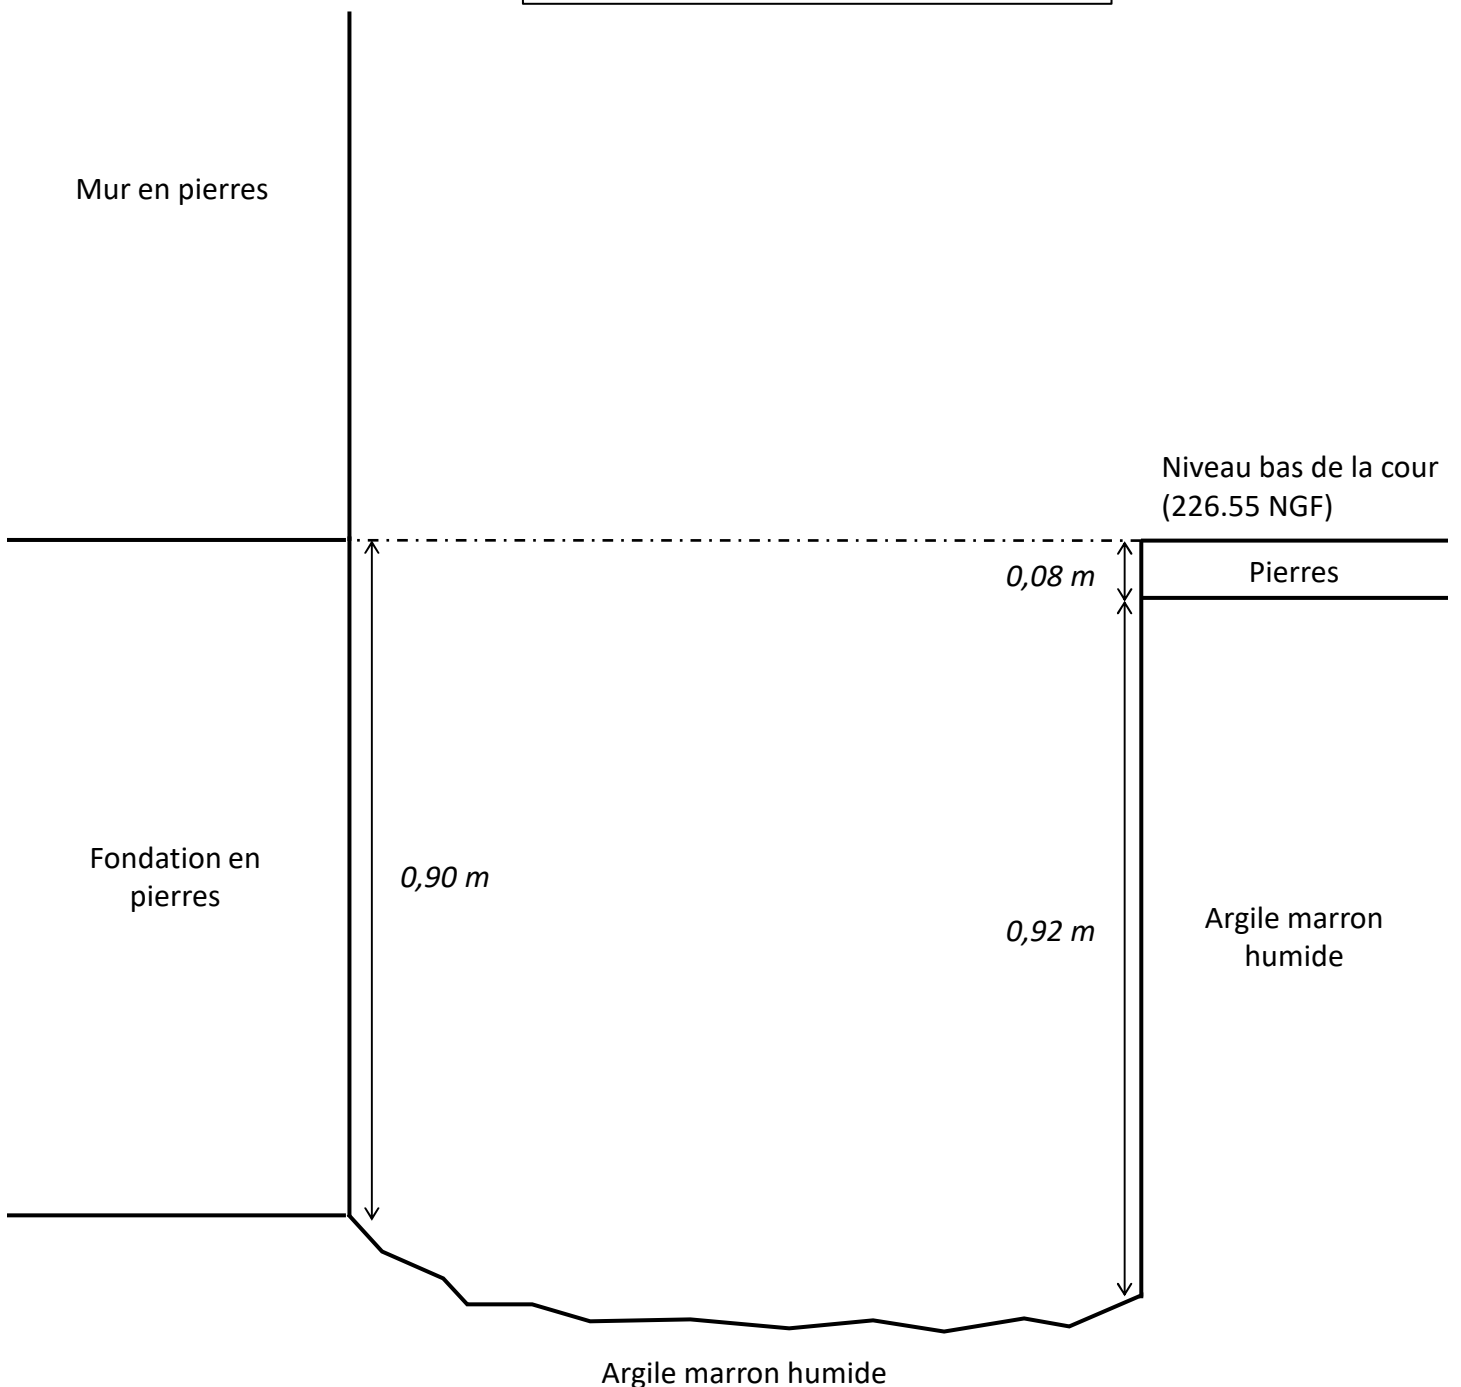 Mur en pierres
Niveau bas de la cour
(226.55 NGF)
0,08 m
Pierres
Fondation en
pierres
0,90 m
0,92 m
Argile marron
humide
Argile marron humide